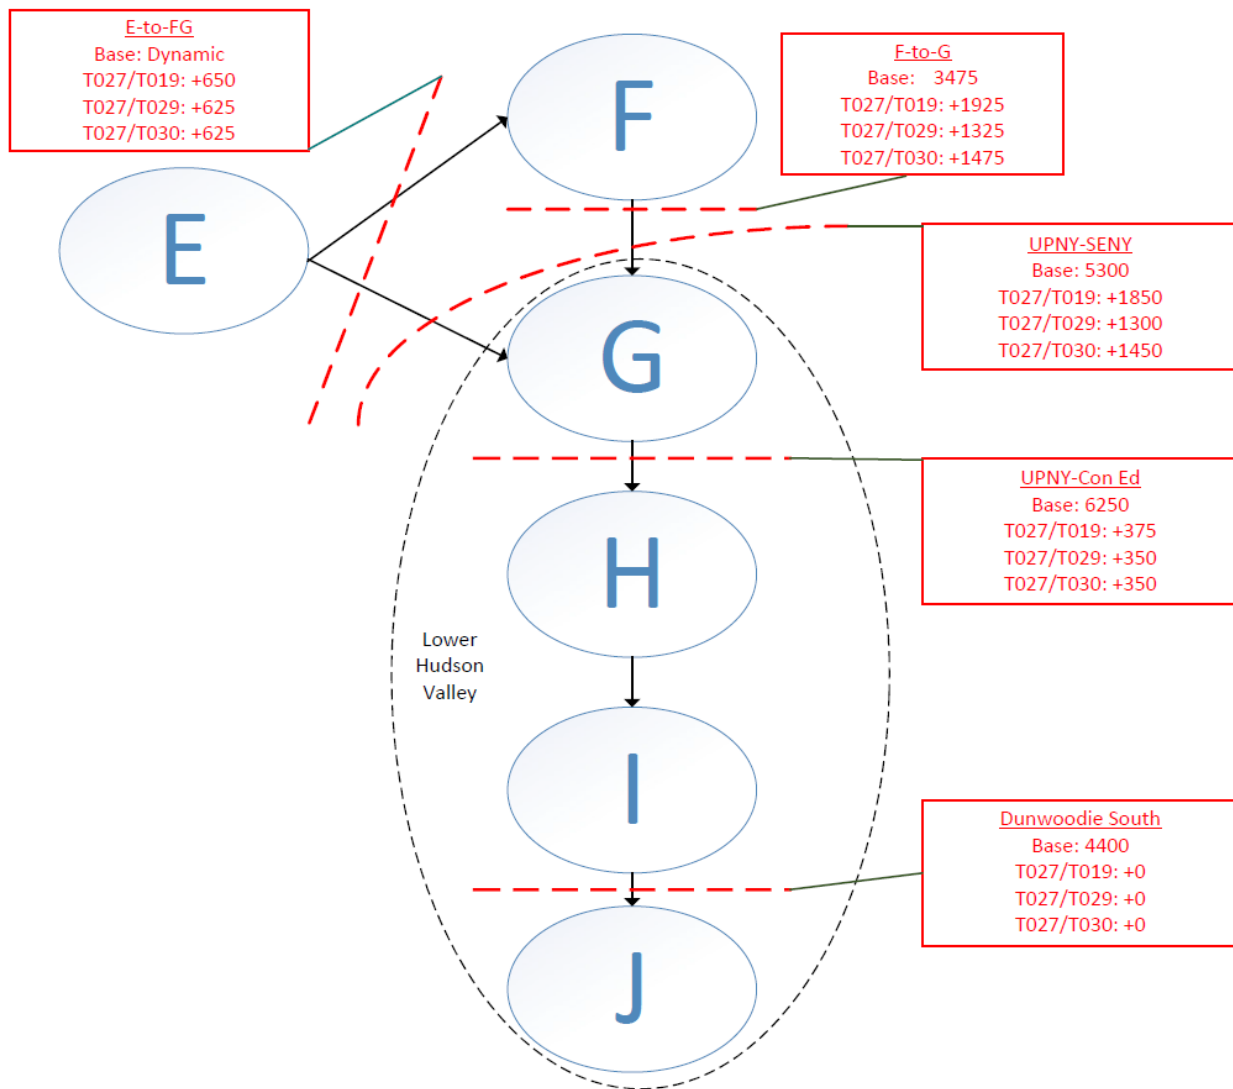 E-to-FG
Base: Dynamic
T027/T019: +650
T027/T029: +625
T027/T030: +625
F-to-G
Base: 3475
T027/T019: +1925
T027/T029: +1325
T027/T030: +1475
F
E
UPNY-SENY
Base: 5300
T027/T019: +1850
T027/T029: +1300
T027/T030: +1450
G
UPNY-Con Ed
Base: 6250
T027/T019: +375
T027/T029: +350
T027/T030: +350
H
Lower
Hudson
Valley
I
Dunwoodie South
Base: 4400
T027/T019: +0
T027/T029: +0
T027/T030: +0
J